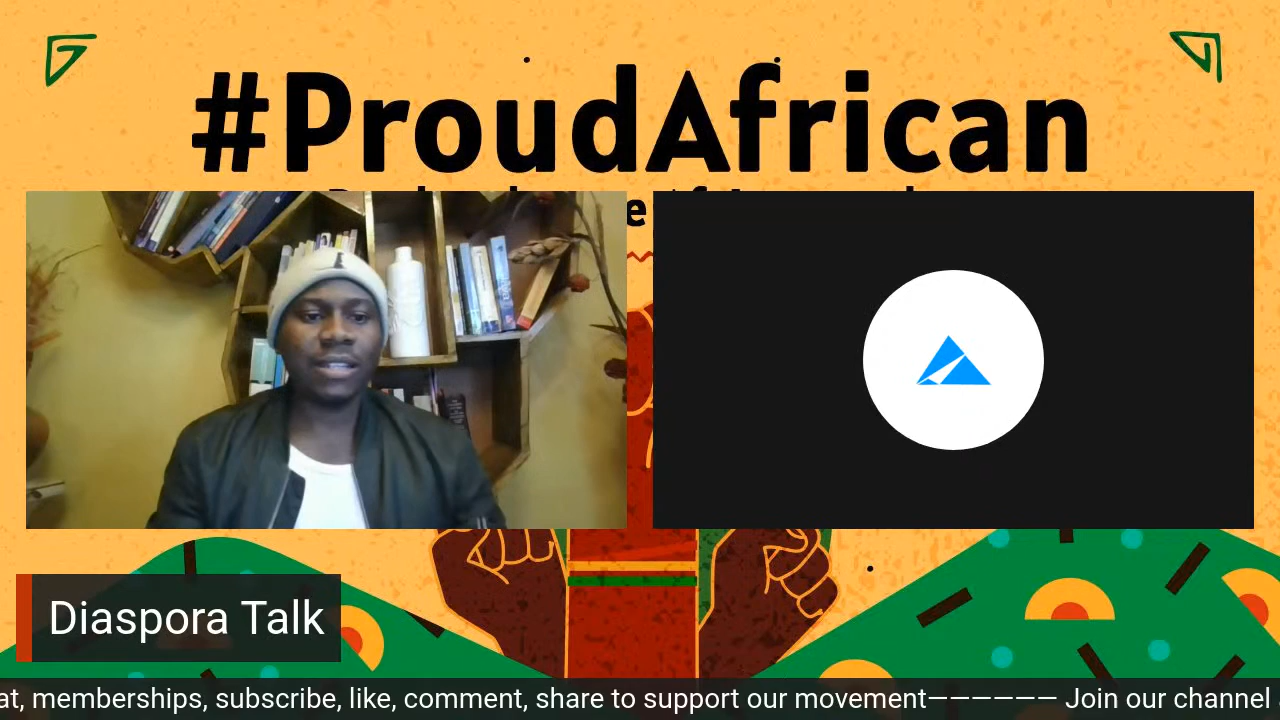 #ProudAfrican
Diaspora Talk
at, memberships, subscribe, like, comment, share to support our movement—————— Join our channel